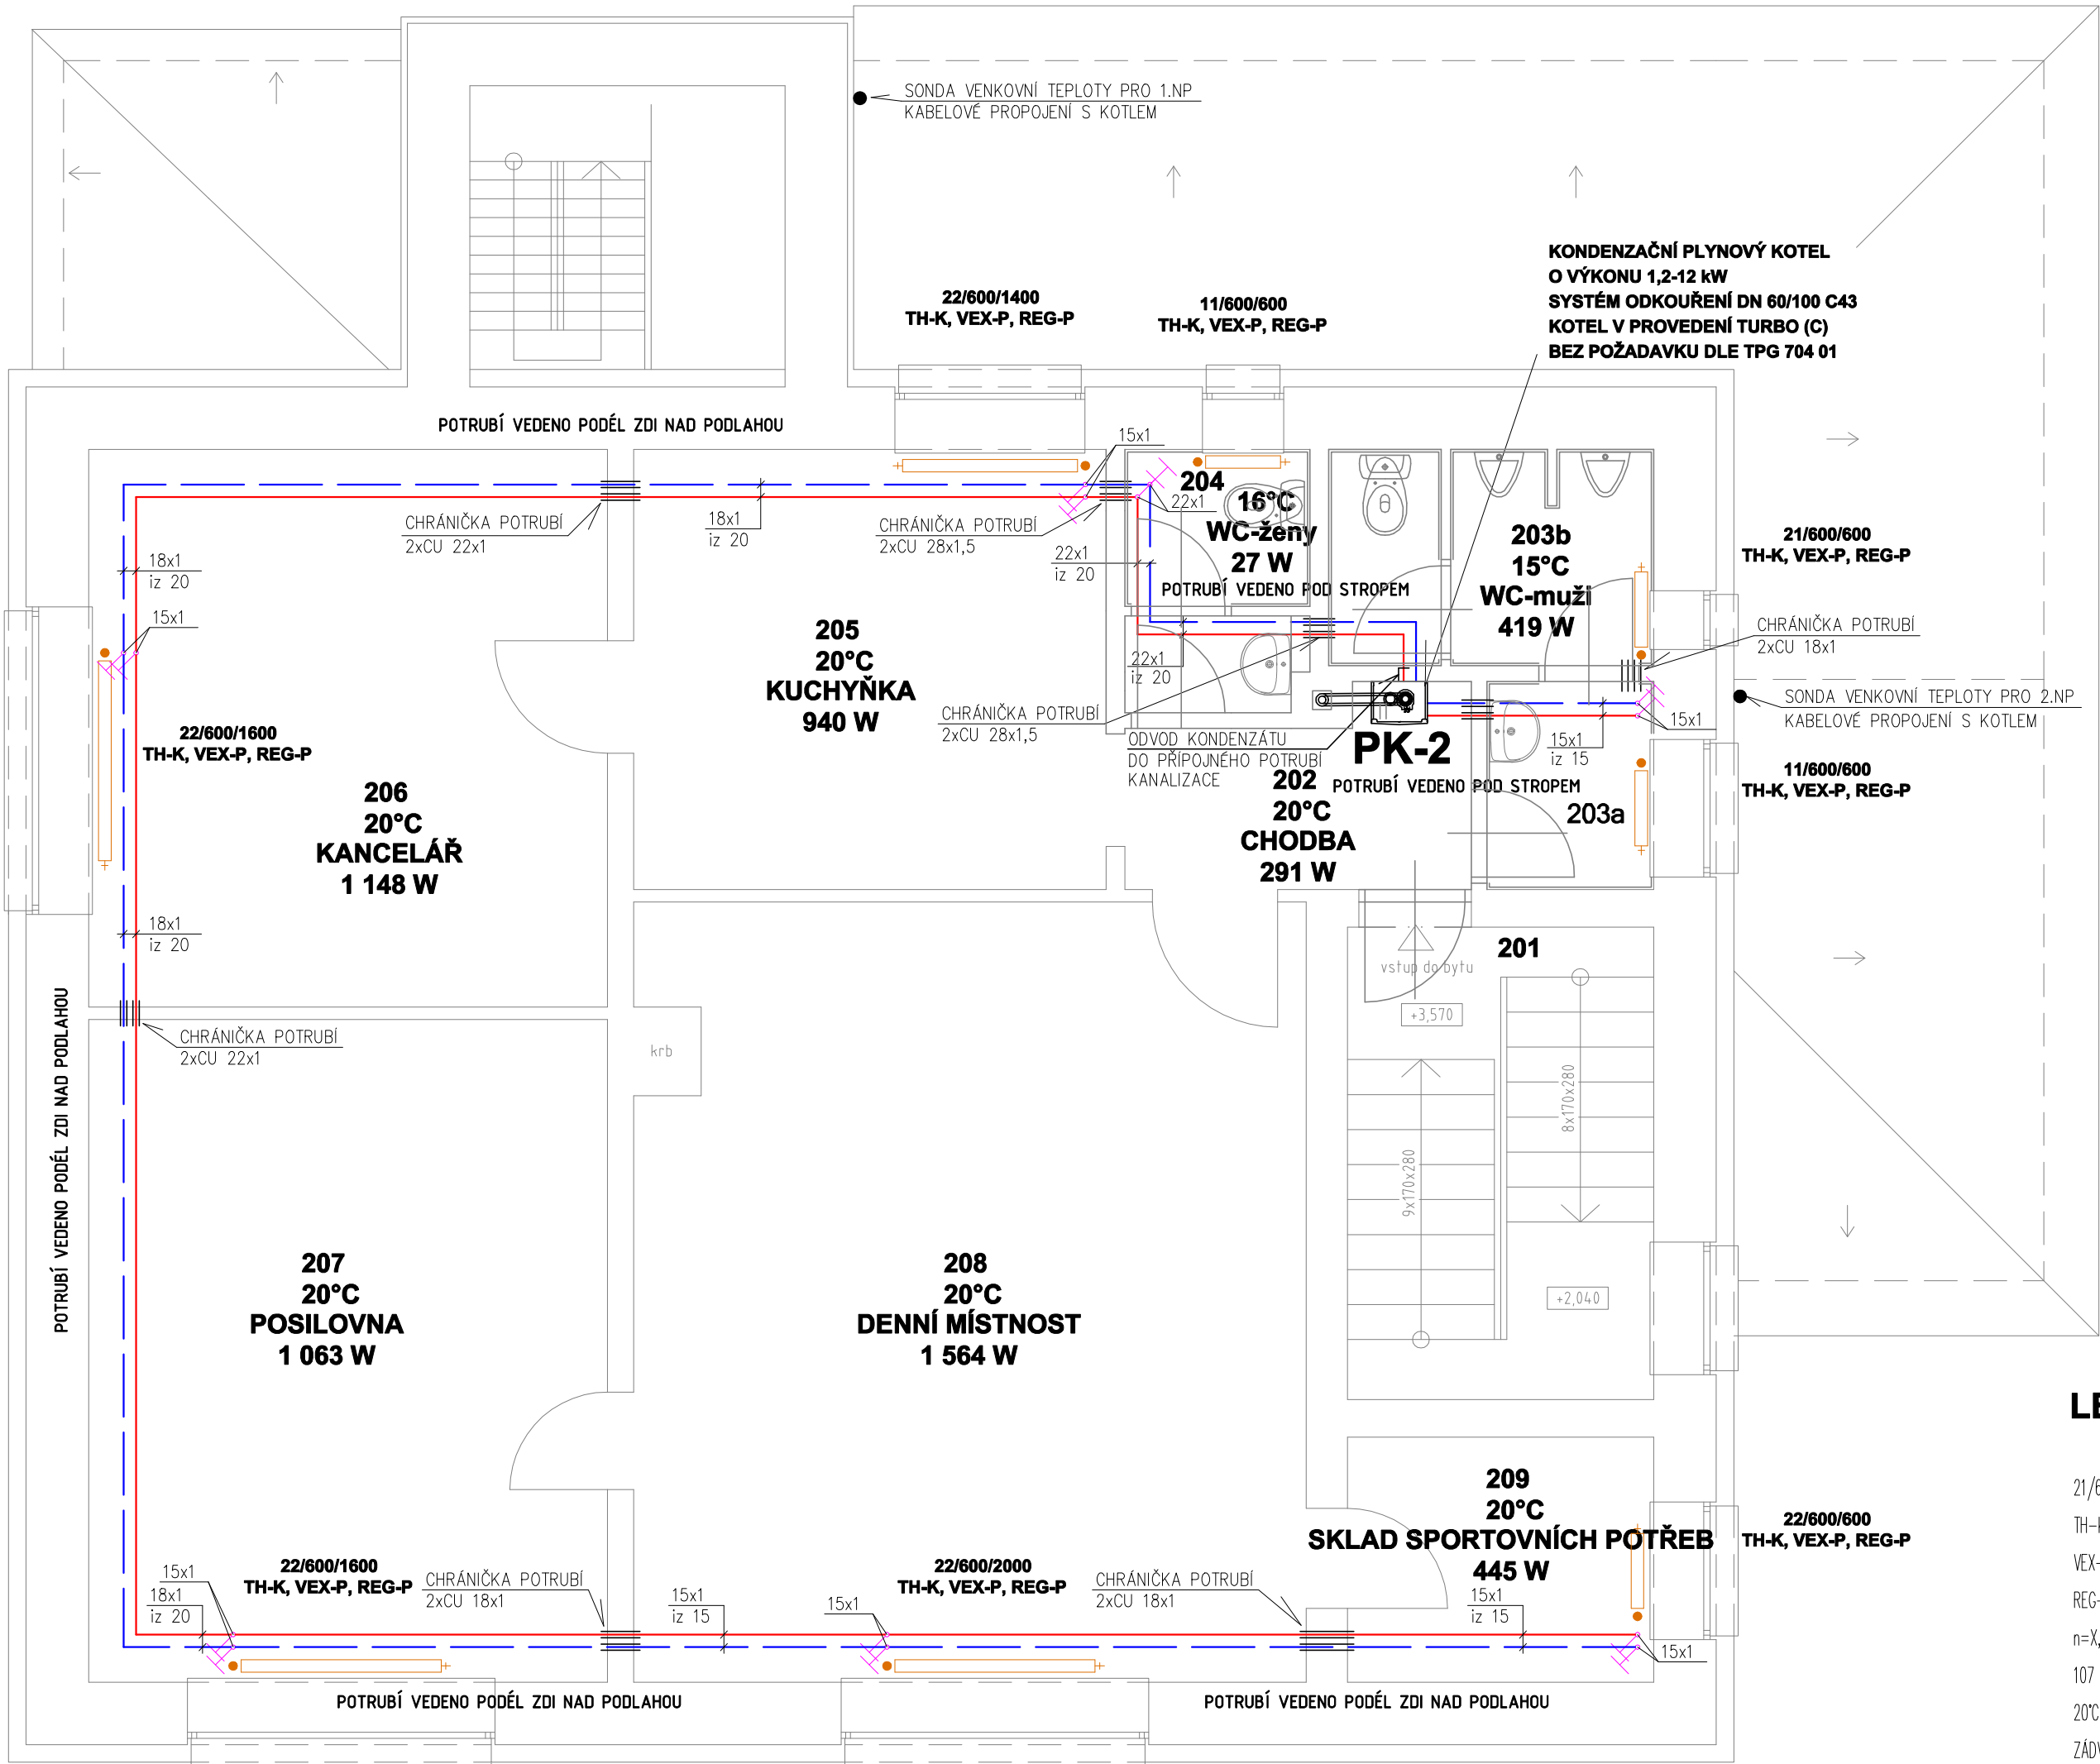 SONDA VENKOVNÍ TEPLOTY PRO 1.NP
KABELOVÉ PROPOJENÍ S KOTLEM
KONDENZAČNÍ PLYNOVÝ KOTEL
O VÝKONU 1,2-12 kW
SYSTÉM ODKOUŘENÍ DN 60/100 C43
KOTEL V PROVEDENÍ TURBO (C)
BEZ POŽADAVKU DLE TPG 704 01
22/600/1400
TH-K, VEX-P, REG-P
11/600/600
TH-K, VEX-P, REG-P
POTRUBÍ VEDENO PODÉL ZDI NAD PODLAHOU
15x1
CHRÁNIČKA POTRUBÍ
2xCU 22x1
18x1
iz 20
CHRÁNIČKA POTRUBÍ
2xCU 28x1,5
22x1
22x1
iz 20
204
16°C
WC-ženy
27 W
POTRUBÍ VEDENO POD STROPEM
203b
15°C
WC-muži
419 W
21/600/600
TH-K, VEX-P, REG-P
CHRÁNIČKA POTRUBÍ
2xCU 18x1
18x1
iz 20
15x1
205
20°C
KUCHYŇKA
940 W
22x1
iz 20
CHRÁNIČKA POTRUBÍ
2xCU 28x1,5
SONDA VENKOVNÍ TEPLOTY PRO 2.NP
KABELOVÉ PROPOJENÍ S KOTLEM
15x1
15x1
iz 15
PK-2
ODVOD KONDENZÁTU
DO PŘÍPOJNÉHO POTRUBÍ
KANALIZACE
POTRUBÍ VEDENO POD STROPEM
22/600/1600
TH-K, VEX-P, REG-P
11/600/600
TH-K, VEX-P, REG-P
206
20°C
KANCELÁŘ
1 148 W
202
20°C
CHODBA
291 W
203a
18x1
iz 20
201
vstup do bytu
+3,570
POTRUBÍ VEDENO PODÉL ZDI NAD PODLAHOU
CHRÁNIČKA POTRUBÍ
2xCU 22x1
krb
9x170x280
8x170x280
+2,040
207
20°C
POSILOVNA
1 063 W
208
20°C
DENNÍ MÍSTNOST
1 564 W
209
20°C
SKLAD SPORTOVNÍCH POTŘEB
445 W
22/600/600
TH-K, VEX-P, REG-P
15x1
18x1
iz 20
22/600/1600
TH-K, VEX-P, REG-P
CHRÁNIČKA POTRUBÍ
2xCU 18x1
15x1
iz 15
15x1
22/600/2000
TH-K, VEX-P, REG-P
CHRÁNIČKA POTRUBÍ
2xCU 18x1
15x1
iz 15
15x1
POTRUBÍ VEDENO PODÉL ZDI NAD PODLAHOU
POTRUBÍ VEDENO PODÉL ZDI NAD PODLAHOU
107
20°C